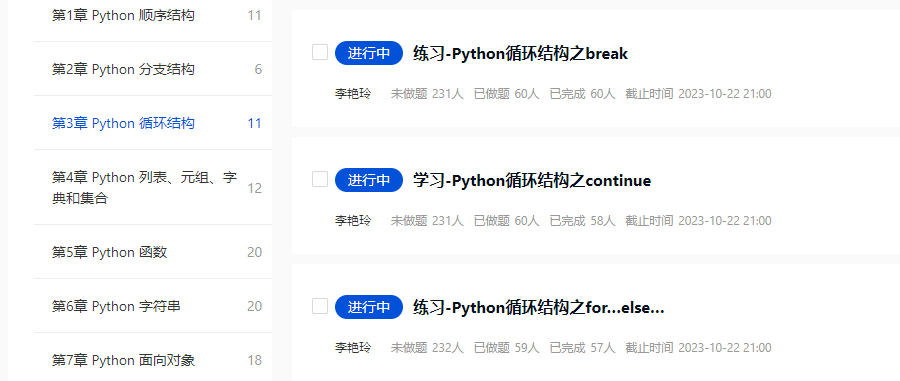 第1章 Python 顺序结构 11
第2章 Python 分支结构 6
第3章 Python 循环结构 11
第4章 Python 列表、元组、字
典和集合 12
第5章 Python 函数 20
第6章 Python 字符串 20
第7章 Python 面向对象 18
进行中 练习-Python循环结构之break
李艳玲 未做题 231人 已做题 60人 已完成 60人 截止时间 2023-10-22 21:00
进行中 学习-Python循环结构之continue
李艳玲 未做题 231人 已做题 60人 已完成 58人 截止时间 2023-10-22 21:00
进行中 练习-Python循环结构之for...else...
李艳玲 未做题 232人 已做题 59人 已完成 57人 截止时间 2023-10-22 21:00